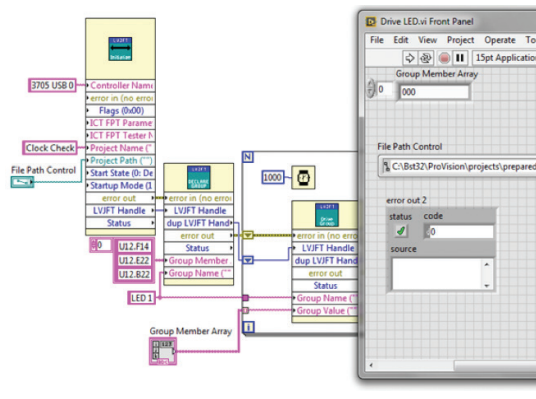 LVJFT
Initialize
3705 USB 0
Controller Name
error in (no error
Flags (0x00)
ICT FPT Parame
ICT FPT Tester N
Clock Check
Project Name ("
File Path Control
Project Path ("")
Start State (0: De
Startup Mode (1
error out
LVJFT Handle
Status
LVJFT
DECLARE
GROUP
error in (no error
LVJFT Handle
dup LVJFT Hand
error out
Status
Group Member
Group Name (""
0
U12.F14
U12.E22
U12.B22
LED 1
Group Member Array
N
1000
LVJFT
Drive
Group
error in (no erro
LVJFT Handle
dup LVJFT Hand
error out
Status
Group Name ("
Group Value (""
i
Drive LED.vi Front Panel
File Edit View Project Operate To
15pt Application
Group Member Array
0
000
File Path Control
C:\Bst32\ProVision\projects\prepared
error out 2
status code
0
source